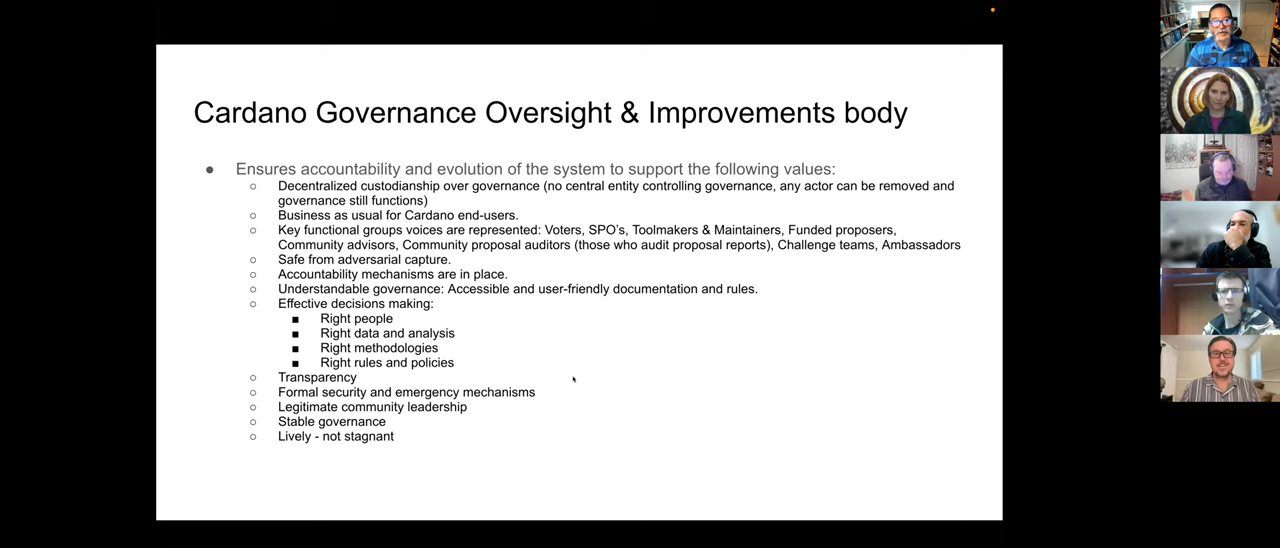 Cardano Governance Oversight & Improvements body
● Ensures accountability and evolution of the system to support the following values:
○ Decentralized custodianship over governance (no central entity controlling governance, any actor can be removed and
governance still functions)
○ Business as usual for Cardano end-users.
○ Key functional groups voices are represented: Voters, SPO's, Toolmakers & Maintainers, Funded proposers,
Community advisors, Community proposal auditors (those who audit proposal reports), Challenge teams, Ambassadors
○ Safe from adversarial capture.
○ Accountability mechanisms are in place.
○ Understandable governance: Accessible and user-friendly documentation and rules.
○ Effective decisions making:
■ Right people
■ Right data and analysis
■ Right methodologies
■ Right rules and policies
○ Transparency
○ Formal security and emergency mechanisms
○ Legitimate community leadership
○ Stable governance
○ Lively - not stagnant